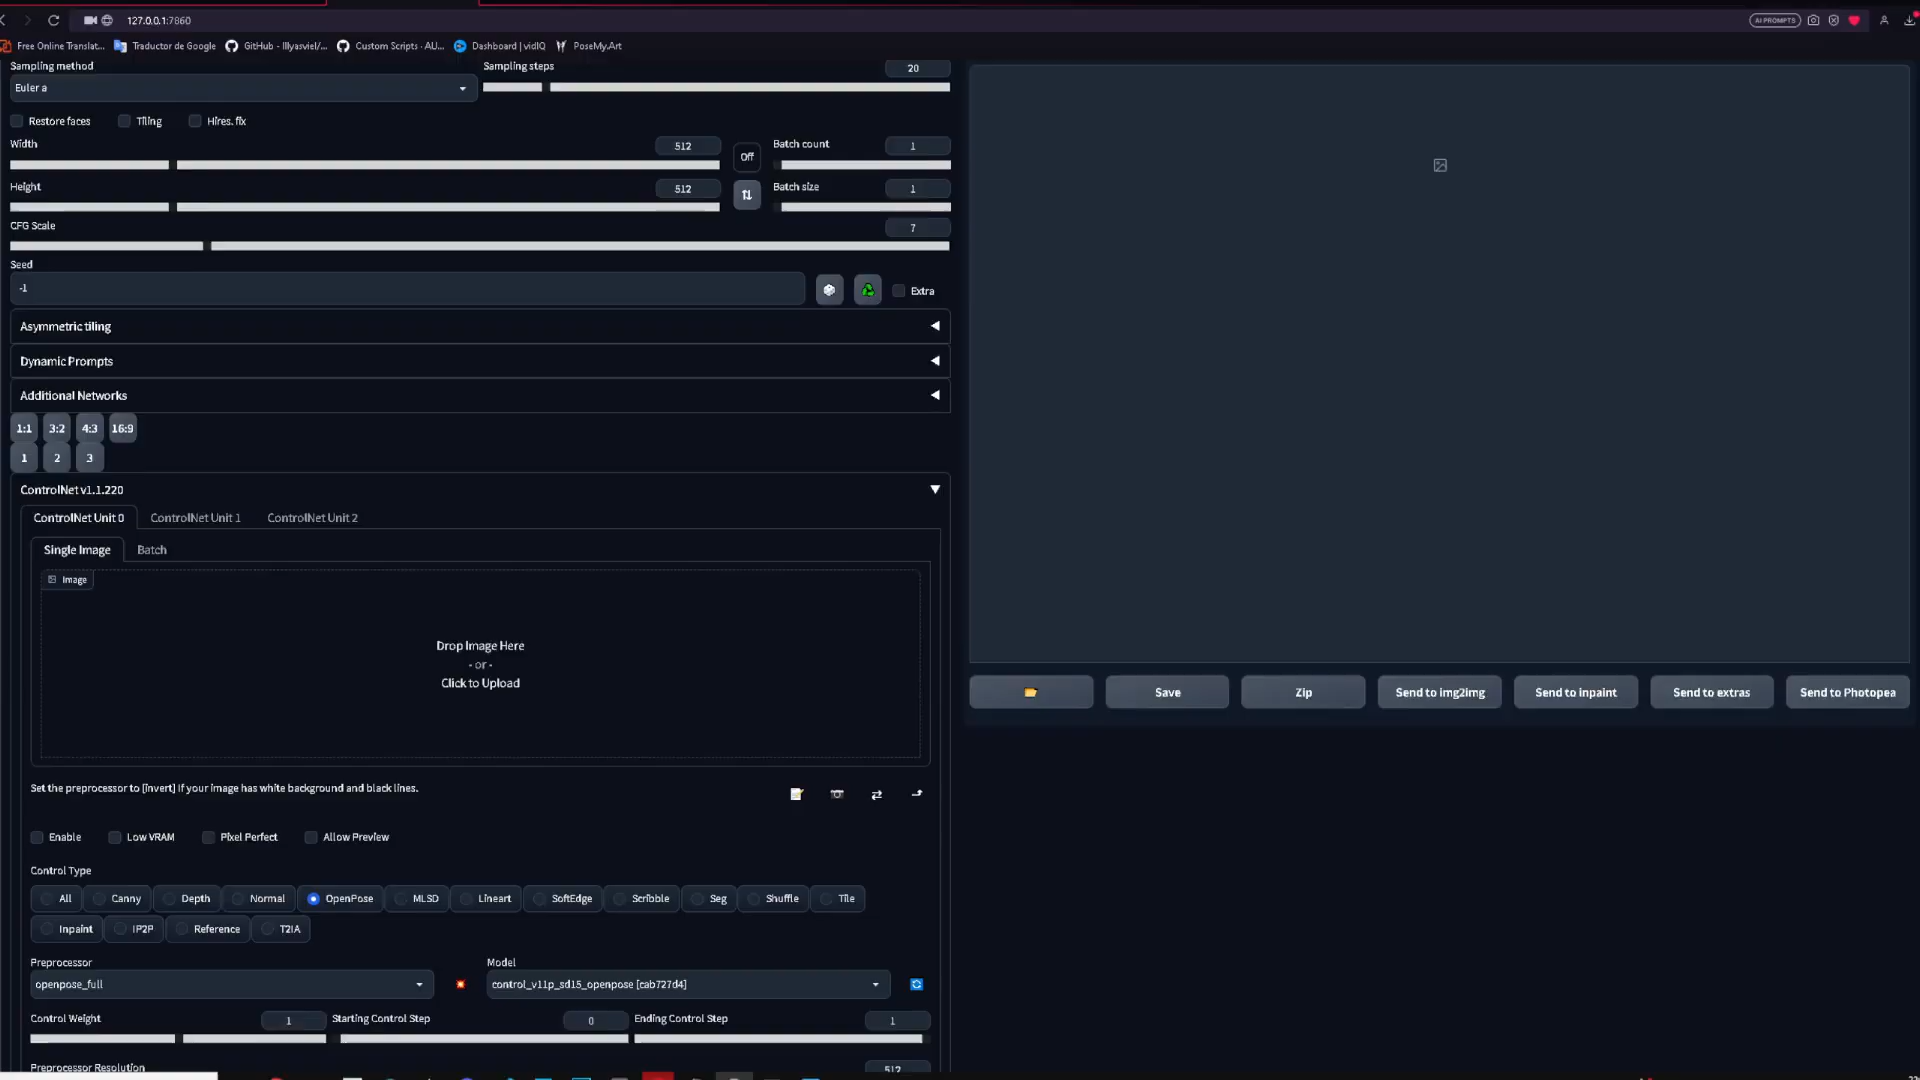 127.0.0.1:7860
AI PROMPTS
Free Online Translat...
Traductor de Google
GitHub - lllyasviel/...
Custom Scripts - AU...
Dashboard | vidIQ
PoseMy.Art
Sampling method
Sampling steps
20
Euler a
Restore faces
Tiling
Hires. fix
Width
512
Off
Batch count
1
Height
512
Batch size
1
CFG Scale
7
Seed
-1
Extra
Asymmetric tiling
Dynamic Prompts
Additional Networks
1:1 3:2 4:3 16:9
1 2 3
ControlNet v1.1.220
ControlNet Unit 0
ControlNet Unit 1
ControlNet Unit 2
Single Image
Batch
Image
Drop Image Here
- or -
Click to Upload
Save
Zip
Send to img2img
Send to inpaint
Send to extras
Send to Photopea
Set the preprocessor to [invert] If your image has white background and black lines.
Enable
Low VRAM
Pixel Perfect
Allow Preview
Control Type
All
Canny
Depth
Normal
OpenPose
MLSD
Lineart
SoftEdge
Scribble
Seg
Shuffle
Tile
Inpaint
IP2P
Reference
T2IA
Preprocessor
Model
openpose_full
control_v11p_sd15_openpose [cab727d4]
Control Weight
1
Starting Control Step
0
Ending Control Step
1
Preprocessor Resolution
512